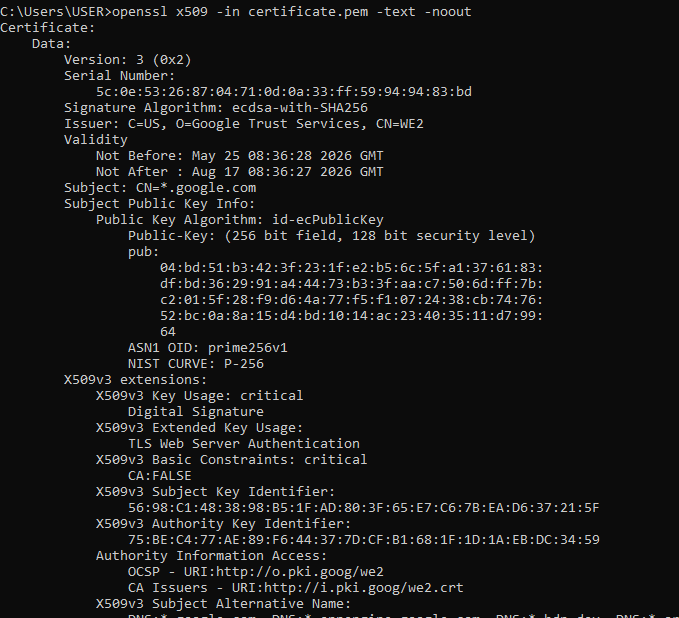 C:\Users\USER>openssl x509 -in certificate.pem -text -noout
Certificate:
    Data:
        Version: 3 (0x2)
        Serial Number:
            5c:0e:53:26:87:04:71:0d:0a:33:ff:59:94:94:83:bd
        Signature Algorithm: ecdsa-with-SHA256
        Issuer: C=US, O=Google Trust Services, CN=WE2
        Validity
            Not Before: May 25 08:36:28 2026 GMT
            Not After : Aug 17 08:36:27 2026 GMT
        Subject: CN=*.google.com
        Subject Public Key Info:
            Public Key Algorithm: id-ecPublicKey
                Public-Key: (256 bit field, 128 bit security level)
                pub:
                    04:bd:51:b3:42:3f:23:1f:e2:b5:6c:5f:a1:37:61:83:
                    df:bd:36:29:91:a4:44:73:b3:3f:aa:c7:50:6d:ff:7b:
                    c2:01:5f:28:f9:d6:4a:77:f5:f1:07:24:38:cb:74:76:
                    52:bc:0a:8a:15:d4:bd:10:14:ac:23:40:35:11:d7:99:
                    64
                ASN1 OID: prime256v1
                NIST CURVE: P-256
        X509v3 extensions:
            X509v3 Key Usage: critical
                Digital Signature
            X509v3 Extended Key Usage:
                TLS Web Server Authentication
            X509v3 Basic Constraints: critical
                CA:FALSE
            X509v3 Subject Key Identifier:
                56:98:C1:48:38:98:B5:1F:AD:80:3F:65:E7:C6:7B:EA:D6:37:21:5F
            X509v3 Authority Key Identifier:
                75:BE:C4:77:AE:89:F6:44:37:7D:CF:B1:68:1F:1D:1A:EB:DC:34:59
            Authority Information Access:
                OCSP - URI:http://o.pki.goog/we2
                CA Issuers - URI:http://i.pki.goog/we2.crt
            X509v3 Subject Alternative Name: